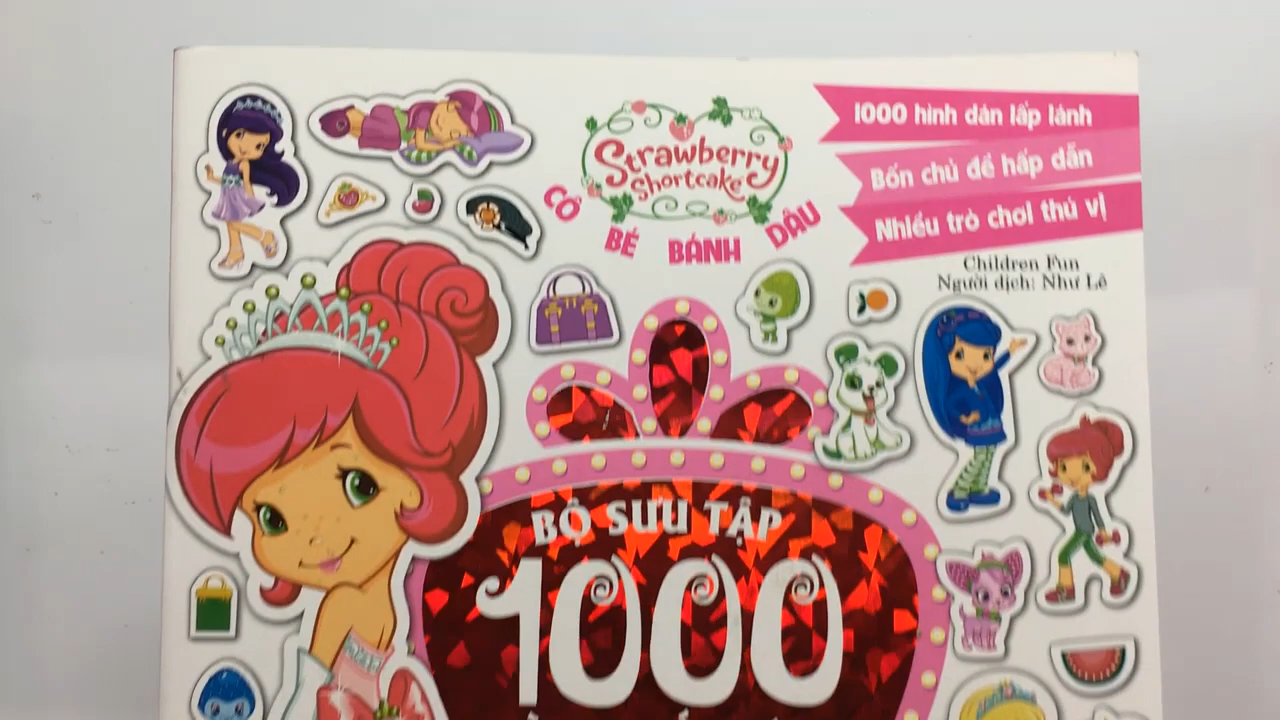 Strawberry
Shortcake
CÔ BÉ BÁNH DÂU
1000 hình dán lấp lánh
Bốn chủ đề hấp dẫn
Nhiều trò chơi thú vị
Children Fun
Người dịch: Như Lê
BỘ SƯU TẬP
1000